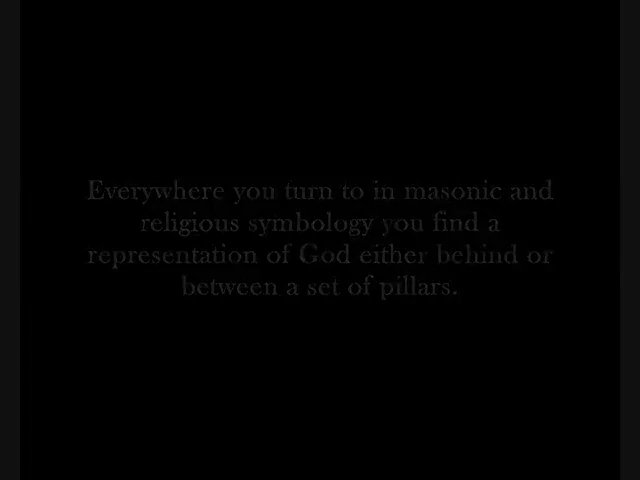 Everywhere you turn to in masonic and
religious symbology you find a
representation of God either behind or
between a set of pillars.